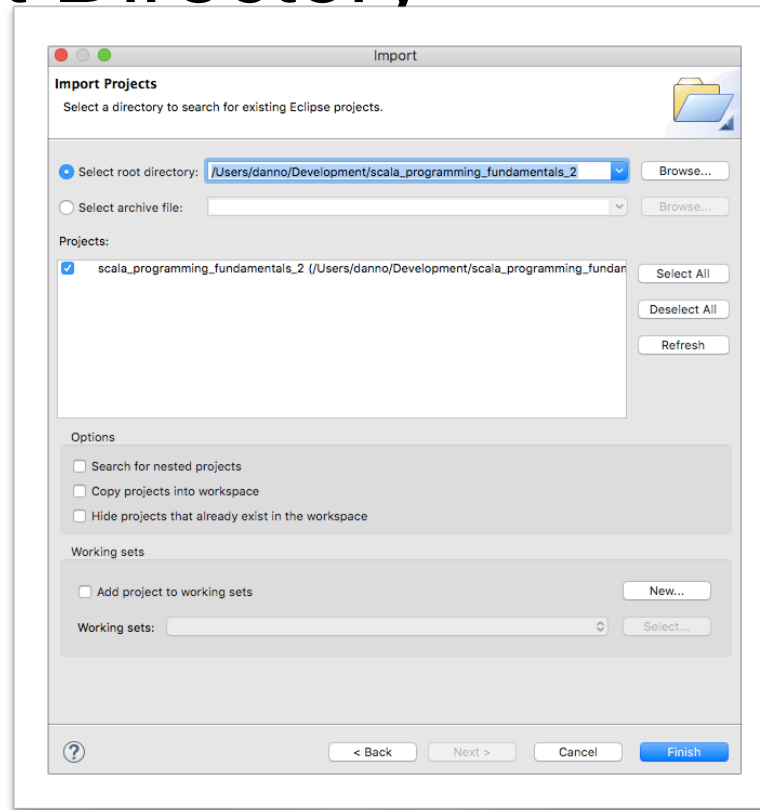 t Directory
Import
Import Projects
Select a directory to search for existing Eclipse projects.
Select root directory: /Users/danno/Development/scala_programming_fundamentals_2 Browse...
Select archive file: Browse...
Projects:
scala_programming_fundamentals_2 (/Users/danno/Development/scala_programming_fundam Select All
Deselect All
Refresh
Options
Search for nested projects
Copy projects into workspace
Hide projects that already exist in the workspace
Working sets
Add project to working sets New...
Working sets: Select...
? < Back Next > Cancel Finish